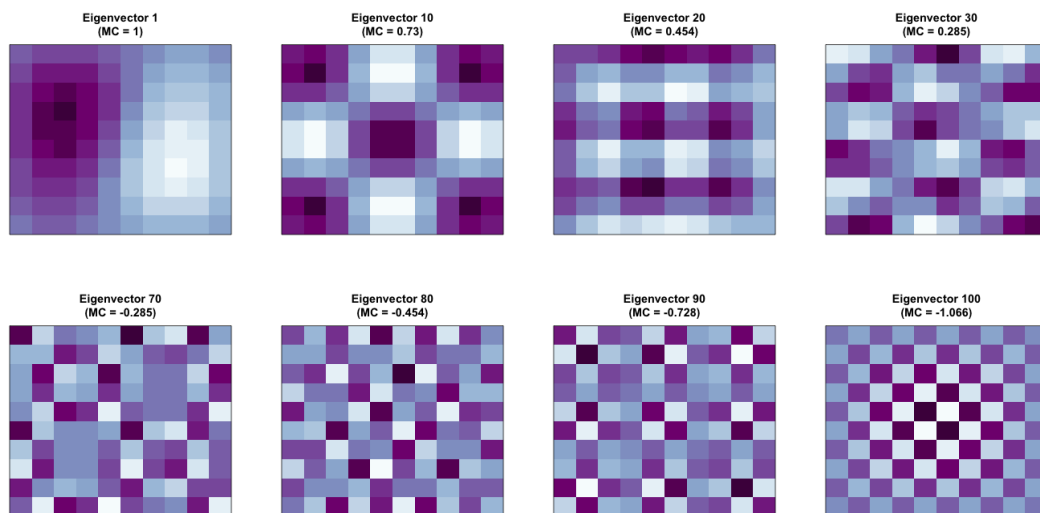 Eigenvector 1
(MC = 1)
Eigenvector 10
(MC = 0.73)
Eigenvector 20
(MC = 0.454)
Eigenvector 30
(MC = 0.285)
Eigenvector 70
(MC = -0.285)
Eigenvector 80
(MC = -0.454)
Eigenvector 90
(MC = -0.728)
Eigenvector 100
(MC = -1.066)